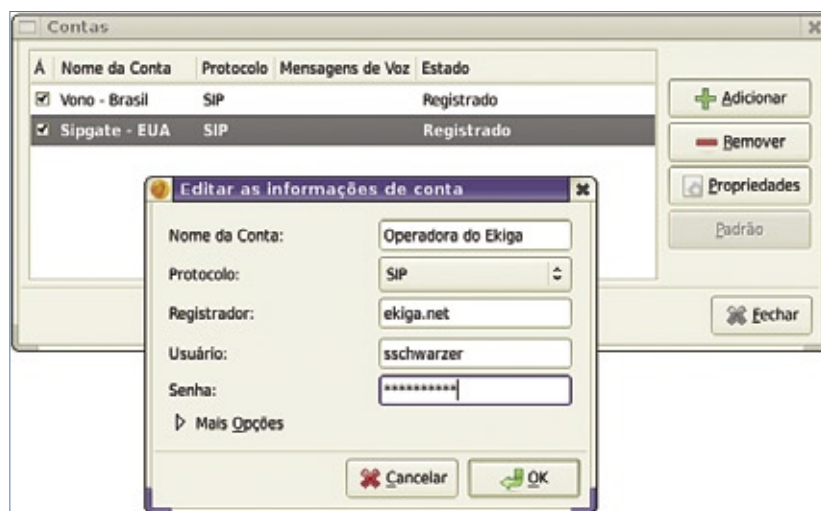 Contas
A Nome da Conta Protocolo Mensagens de Voz Estado
Vono - Brasil SIP Registrado
Sipgate - EUA SIP Registrado
Adicionar
Remover
Propriedades
Padrão
Fechar
Editar as informações de conta
Nome da Conta: Operadora do Ekiga
Protocolo: SIP
Registrador: ekiga.net
Usuário: sschwarzer
Senha: **********
Mais Opções
Cancelar OK